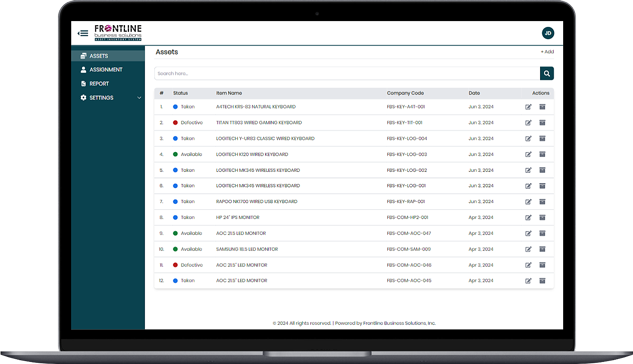 FRONTLINE
business solutions
JD
ASSETS
ASSIGNMENT
REPORT
SETTINGS
Assets
+ Add
Search here...
# Status Item Name Company Code Date Actions
1. Taken A4TECH KRS-83 NATURAL KEYBOARD FBS-KEY-A4T-001 Jun 3, 2024
2. Defective TITAN TT803 WIRED GAMING KEYBOARD FBS-KEY-TIT-001 Jun 3, 2024
3. Taken LOGITECH Y-UR83 CLASSIC WIRED KEYBOARD FBS-KEY-LOG-004 Jun 3, 2024
4. Available LOGITECH K120 WIRED KEYBOARD FBS-KEY-LOG-003 Jun 3, 2024
5. Taken LOGITECH MK345 WIRELESS KEYBOARD FBS-KEY-LOG-002 Jun 3, 2024
6. Taken LOGITECH MK345 WIRELESS KEYBOARD FBS-KEY-LOG-001 Jun 3, 2024
7. Taken RAPOO NK1700 WIRED USB KEYBOARD FBS-KEY-RAP-001 Jun 3, 2024
8. Taken HP 24" IPS MONITOR FBS-COM-HP2-001 Apr 3, 2024
9. Available AOC 21.5 LED MONITOR FBS-COM-AOC-047 Apr 3, 2024
10. Available SAMSUNG 18.5 LED MONITOR FBS-COM-SAM-003 Apr 3, 2024
11. Defective AOC 21.5" LED MONITOR FBS-COM-AOC-046 Apr 3, 2024
12. Taken AOC 21.5" LED MONITOR FBS-COM-AOC-045 Apr 3, 2024
© 2024 All rights reserved. | Powered by Frontline Business Solutions, Inc.